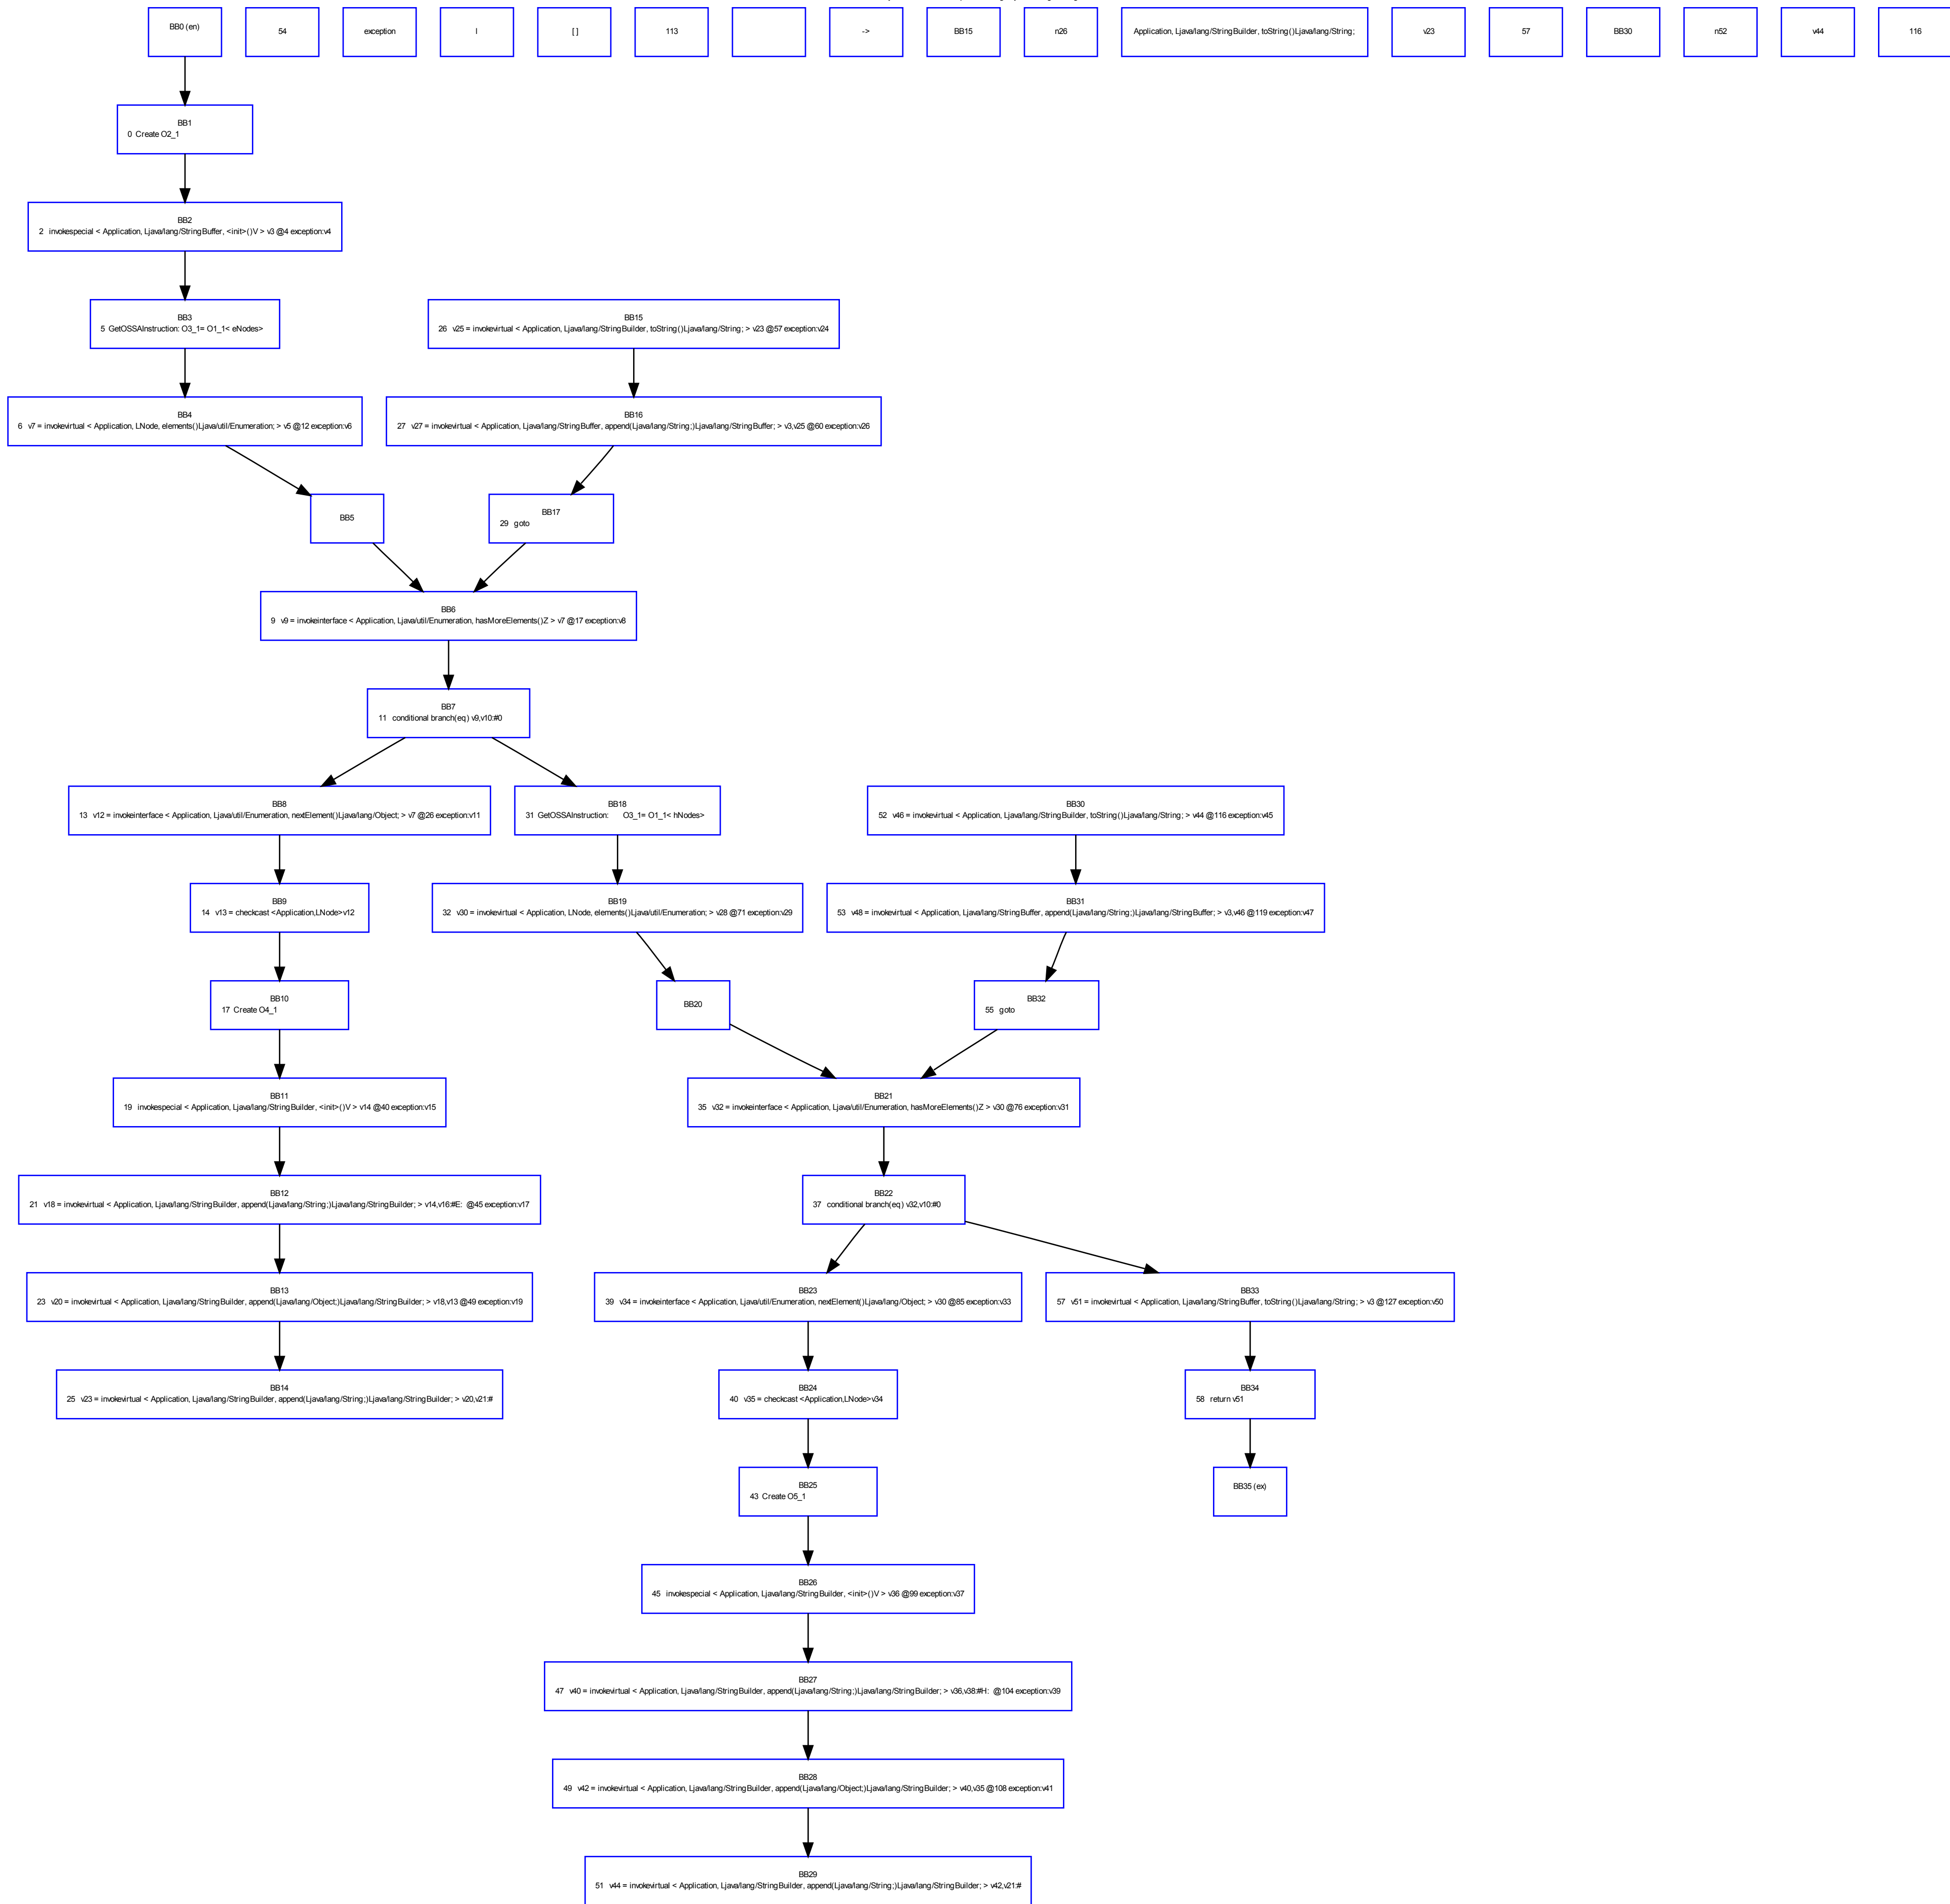 BB0 (en)
54
exception
l
[ ]
113
->
BB15
n26
Application, Ljava/lang/StringBuilder, toString()Ljava/lang/String;
v23
57
BB30
n52
v44
116
BB1
0 Create O2_1
BB2
2 invokespecial < Application, Ljava/lang/StringBuffer, <init>()V > v3 @4 exception:v4
BB3
5 GetOSSAInstruction: O3_1= O1_1< eNodes>
BB15
26 v25 = invokevirtual < Application, Ljava/lang/StringBuilder, toString()Ljava/lang/String; > v23 @57 exception:v24
BB4
6 v7 = invokevirtual < Application, LNode, elements()Ljava/util/Enumeration; > v5 @12 exception:v6
BB16
27 v27 = invokevirtual < Application, Ljava/lang/StringBuffer, append(Ljava/lang/String;)Ljava/lang/StringBuffer; > v3,v25 @60 exception:v26
BB5
BB17
29 goto
BB6
9 v9 = invokeinterface < Application, Ljava/util/Enumeration, hasMoreElements()Z > v7 @17 exception:v8
BB7
11 conditional branch(eq) v9,v10:#0
BB8
13 v12 = invokeinterface < Application, Ljava/util/Enumeration, nextElement()Ljava/lang/Object; > v7 @26 exception:v11
BB18
31 GetOSSAInstruction: O3_1= O1_1< hNodes>
BB30
52 v46 = invokevirtual < Application, Ljava/lang/StringBuilder, toString()Ljava/lang/String; > v44 @116 exception:v45
BB9
14 v13 = checkcast <Application,LNode>v12
BB19
32 v30 = invokevirtual < Application, LNode, elements()Ljava/util/Enumeration; > v28 @71 exception:v29
BB31
53 v48 = invokevirtual < Application, Ljava/lang/StringBuffer, append(Ljava/lang/String;)Ljava/lang/StringBuffer; > v3,v46 @119 exception:v47
BB10
17 Create O4_1
BB20
BB32
55 goto
BB11
19 invokespecial < Application, Ljava/lang/StringBuilder, <init>()V > v14 @40 exception:v15
BB21
35 v32 = invokeinterface < Application, Ljava/util/Enumeration, hasMoreElements()Z > v30 @76 exception:v31
BB12
21 v18 = invokevirtual < Application, Ljava/lang/StringBuilder, append(Ljava/lang/String;)Ljava/lang/StringBuilder; > v14,v16:#E: @45 exception:v17
BB22
37 conditional branch(eq) v32,v10:#0
BB13
23 v20 = invokevirtual < Application, Ljava/lang/StringBuilder, append(Ljava/lang/Object;)Ljava/lang/StringBuilder; > v18,v13 @49 exception:v19
BB23
39 v34 = invokeinterface < Application, Ljava/util/Enumeration, nextElement()Ljava/lang/Object; > v30 @85 exception:v33
BB33
57 v51 = invokevirtual < Application, Ljava/lang/StringBuffer, toString()Ljava/lang/String; > v3 @127 exception:v50
BB14
25 v23 = invokevirtual < Application, Ljava/lang/StringBuilder, append(Ljava/lang/String;)Ljava/lang/StringBuilder; > v20,v21:#
BB24
40 v35 = checkcast <Application,LNode>v34
BB34
58 return v51
BB25
43 Create O5_1
BB35 (ex)
BB26
45 invokespecial < Application, Ljava/lang/StringBuilder, <init>()V > v36 @99 exception:v37
BB27
47 v40 = invokevirtual < Application, Ljava/lang/StringBuilder, append(Ljava/lang/String;)Ljava/lang/StringBuilder; > v36,v38:#H: @104 exception:v39
BB28
49 v42 = invokevirtual < Application, Ljava/lang/StringBuilder, append(Ljava/lang/Object;)Ljava/lang/StringBuilder; > v40,v35 @108 exception:v41
BB29
51 v44 = invokevirtual < Application, Ljava/lang/StringBuilder, append(Ljava/lang/String;)Ljava/lang/StringBuilder; > v42,v21:#